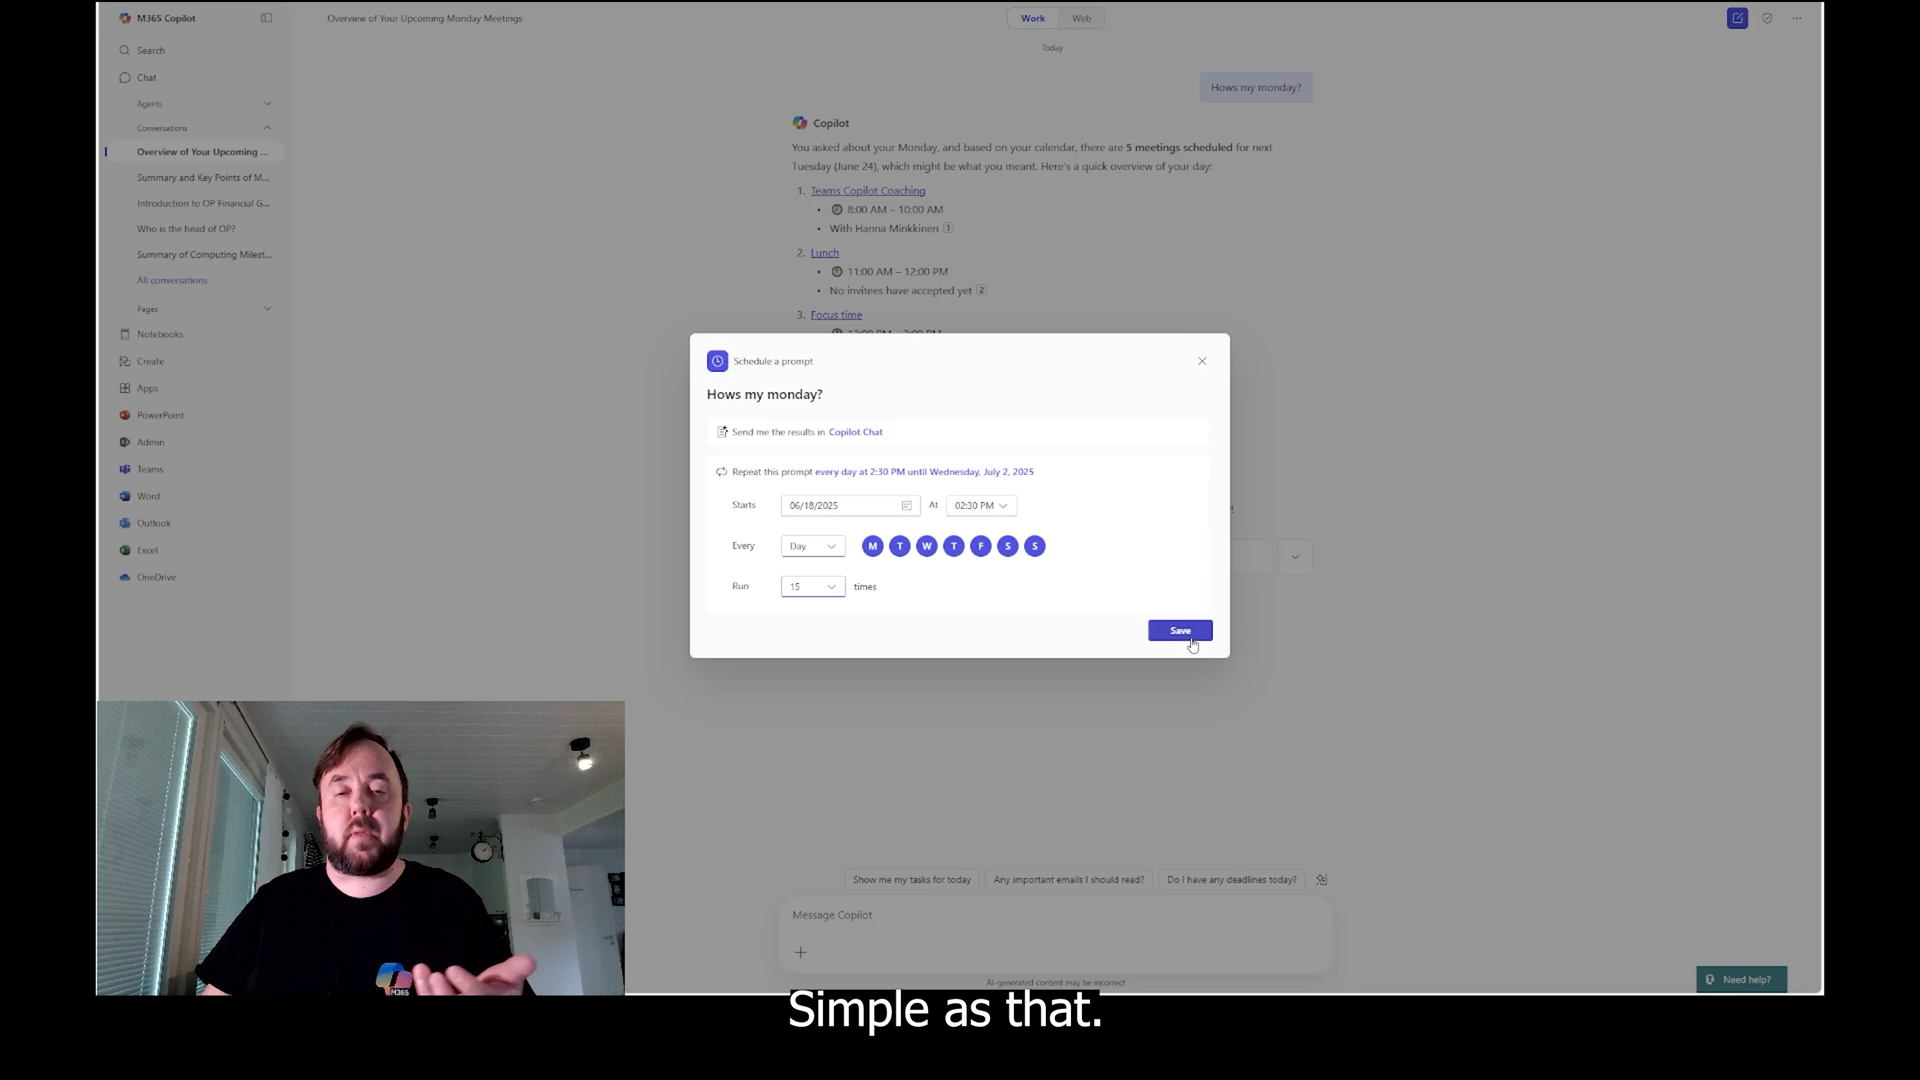 M365 Copilot
Overview of Your Upcoming Monday Meetings
Work
Web
Search
Chat
Agents
Conversations
Overview of Your Upcoming ...
Summary and Key Points of M...
Introduction to OP Financial G...
Who is the head of OP?
Summary of Computing Milest...
All conversations
Pages
Notebooks
Create
Apps
PowerPoint
Admin
Teams
Word
Outlook
Excel
OneDrive
Today
Hows my monday?
Copilot
You asked about your Monday, and based on your calendar, there are 5 meetings scheduled for next
Tuesday (June 24), which might be what you meant. Here's a quick overview of your day:
1. Teams Copilot Coaching
• 8:00 AM – 10:00 AM
• With Hanna Minkkinen 1
2. Lunch
• 11:00 AM – 12:00 PM
• No invitees have accepted yet 2
3. Focus time
Schedule a prompt
Hows my monday?
Send me the results in Copilot Chat
Repeat this prompt every day at 2:30 PM until Wednesday, July 2, 2025
Starts 06/18/2025 At 02:30 PM
Every Day M T W T F S S
Run 15 times
Save
Show me my tasks for today
Any important emails I should read?
Do I have any deadlines today?
Message Copilot
AI-generated content may be incorrect
Need help?
M365
Simple as that.